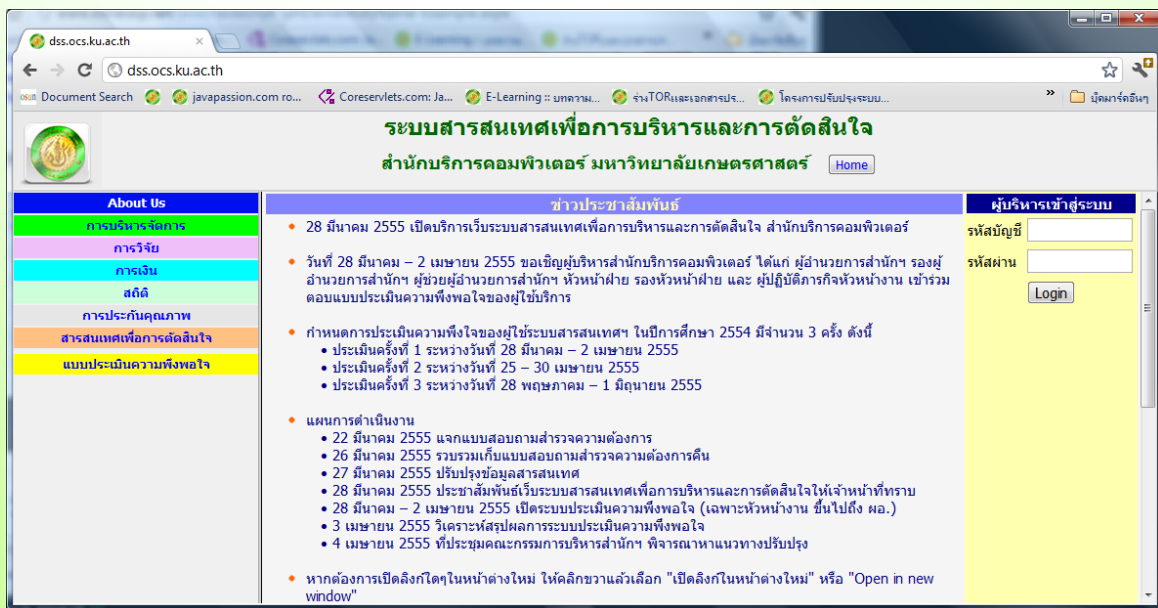 dss.ocs.ku.ac.th
dss.ocs.ku.ac.th
Document Search
javapassion.com ro...
Coreservlets.com: Ja...
E-Learning :: บทความ...
ร่างTORและเอกสารปร...
โครงการปรับปรุงระบบ...
»
บุ๊คมาร์คอื่นๆ
ระบบสารสนเทศเพื่อการบริหารและการตัดสินใจ
สำนักบริการคอมพิวเตอร์ มหาวิทยาลัยเกษตรศาสตร์ Home
About Us
การบริหารจัดการ
การวิจัย
การเงิน
สถิติ
การประกันคุณภาพ
สารสนเทศเพื่อการตัดสินใจ
แบบประเมินความพึงพอใจ
ข่าวประชาสัมพันธ์
• 28 มีนาคม 2555 เปิดบริการเว็บระบบสารสนเทศเพื่อการบริหารและการตัดสินใจ สำนักบริการคอมพิวเตอร์
• วันที่ 28 มีนาคม – 2 เมษายน 2555 ขอเชิญผู้บริหารสำนักบริการคอมพิวเตอร์ ได้แก่ ผู้อำนวยการสำนักฯ รองผู้
อำนวยการสำนักฯ ผู้ช่วยผู้อำนวยการสำนักฯ หัวหน้าฝ่าย รองหัวหน้าฝ่าย และ ผู้ปฏิบัติภารกิจหัวหน้างาน เข้าร่วม
ตอบแบบประเมินความพึงพอใจของผู้ใช้บริการ
• กำหนดการประเมินความพึงใจของผู้ใช้ระบบสารสนเทศฯ ในปีการศึกษา 2554 มีจำนวน 3 ครั้ง ดังนี้
• ประเมินครั้งที่ 1 ระหว่างวันที่ 28 มีนาคม – 2 เมษายน 2555
• ประเมินครั้งที่ 2 ระหว่างวันที่ 25 – 30 เมษายน 2555
• ประเมินครั้งที่ 3 ระหว่างวันที่ 28 พฤษภาคม – 1 มิถุนายน 2555
• แผนการดำเนินงาน
• 22 มีนาคม 2555 แจกแบบสอบถามสำรวจความต้องการ
• 26 มีนาคม 2555 รวบรวมเก็บแบบสอบถามสำรวจความต้องการคืน
• 27 มีนาคม 2555 ปรับปรุงข้อมูลสารสนเทศ
• 28 มีนาคม 2555 ประชาสัมพันธ์เว็บระบบสารสนเทศเพื่อการบริหารและการตัดสินใจให้เจ้าหน้าที่ทราบ
• 28 มีนาคม – 2 เมษายน 2555 เปิดระบบประเมินความพึงพอใจ (เฉพาะหัวหน้างาน ขึ้นไปถึง ผอ.)
• 3 เมษายน 2555 วิเคราะห์สรุปผลการระบบประเมินความพึงพอใจ
• 4 เมษายน 2555 ที่ประชุมคณะกรรมการบริหารสำนักฯ พิจารณาหาแนวทางปรับปรุง
• หากต้องการเปิดลิงก์ใดๆในหน้าต่างใหม่ ให้คลิกขวาแล้วเลือก "เปิดลิงก์ในหน้าต่างใหม่" หรือ "Open in new
window"
ผู้บริหารเข้าสู่ระบบ
รหัสบัญชี
รหัสผ่าน
Login